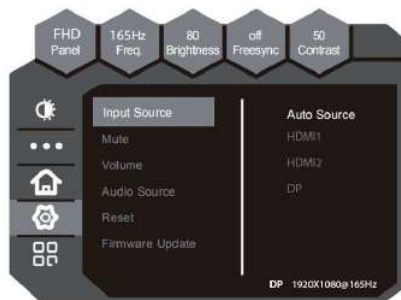 FHD
Panel
165Hz
Freq.
80
Brightness
off
Freesync
50
Contrast
Input Source
Mute
Volume
Audio Source
Reset
Firmware Update
Auto Source
HDMI1
HDMI2
DP
DP 1920X1080@165Hz